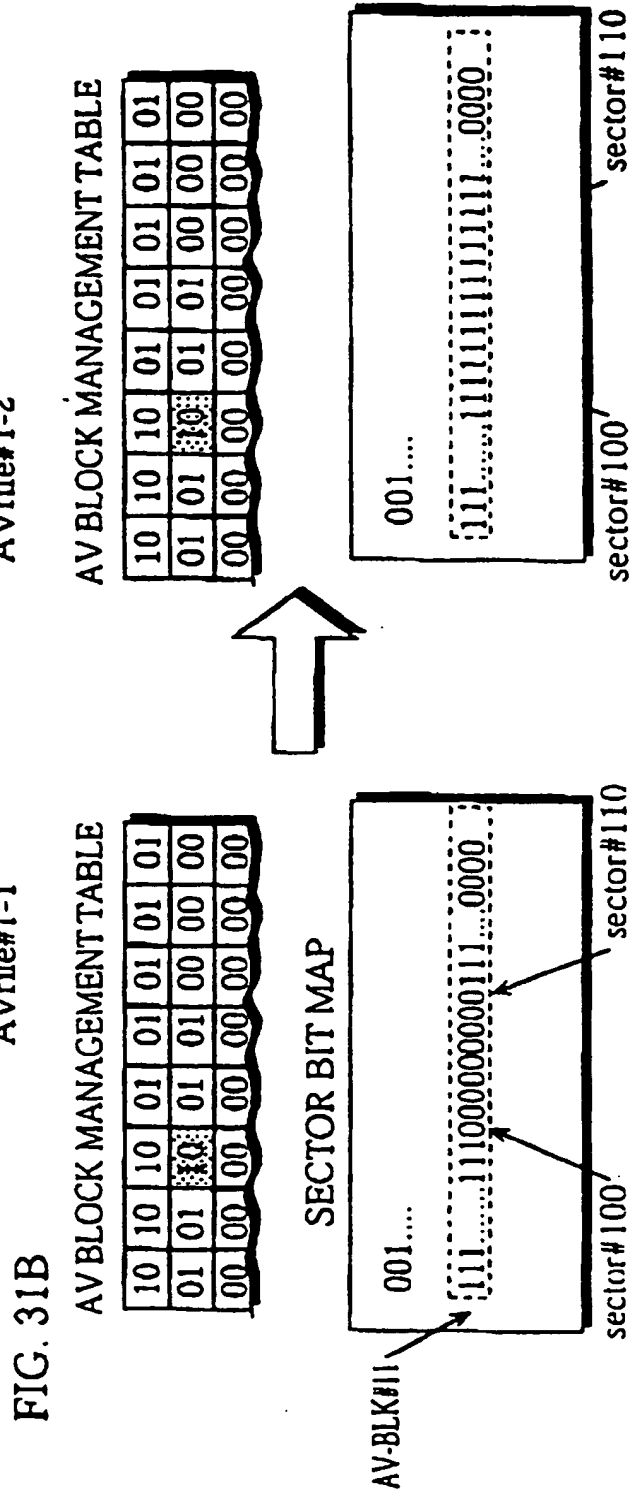 FIG. 31B
AVfile#1-1
AV BLOCK MANAGEMENT TABLE
10 10 10 01 01 01 01 01
01 01 10 01 01 00 00 00
00 00 00 00 00 00 00 00
SECTOR BIT MAP
001....
AV-BLK#11
111......11100000000000111....0000
sector#100
sector#110
AVfile#1-2
AV BLOCK MANAGEMENT TABLE
10 10 10 01 01 01 01 01
01 01 10 01 01 00 00 00
00 00 00 00 00 00 00 00
001....
111......11111111111111111....0000
sector#100
sector#110